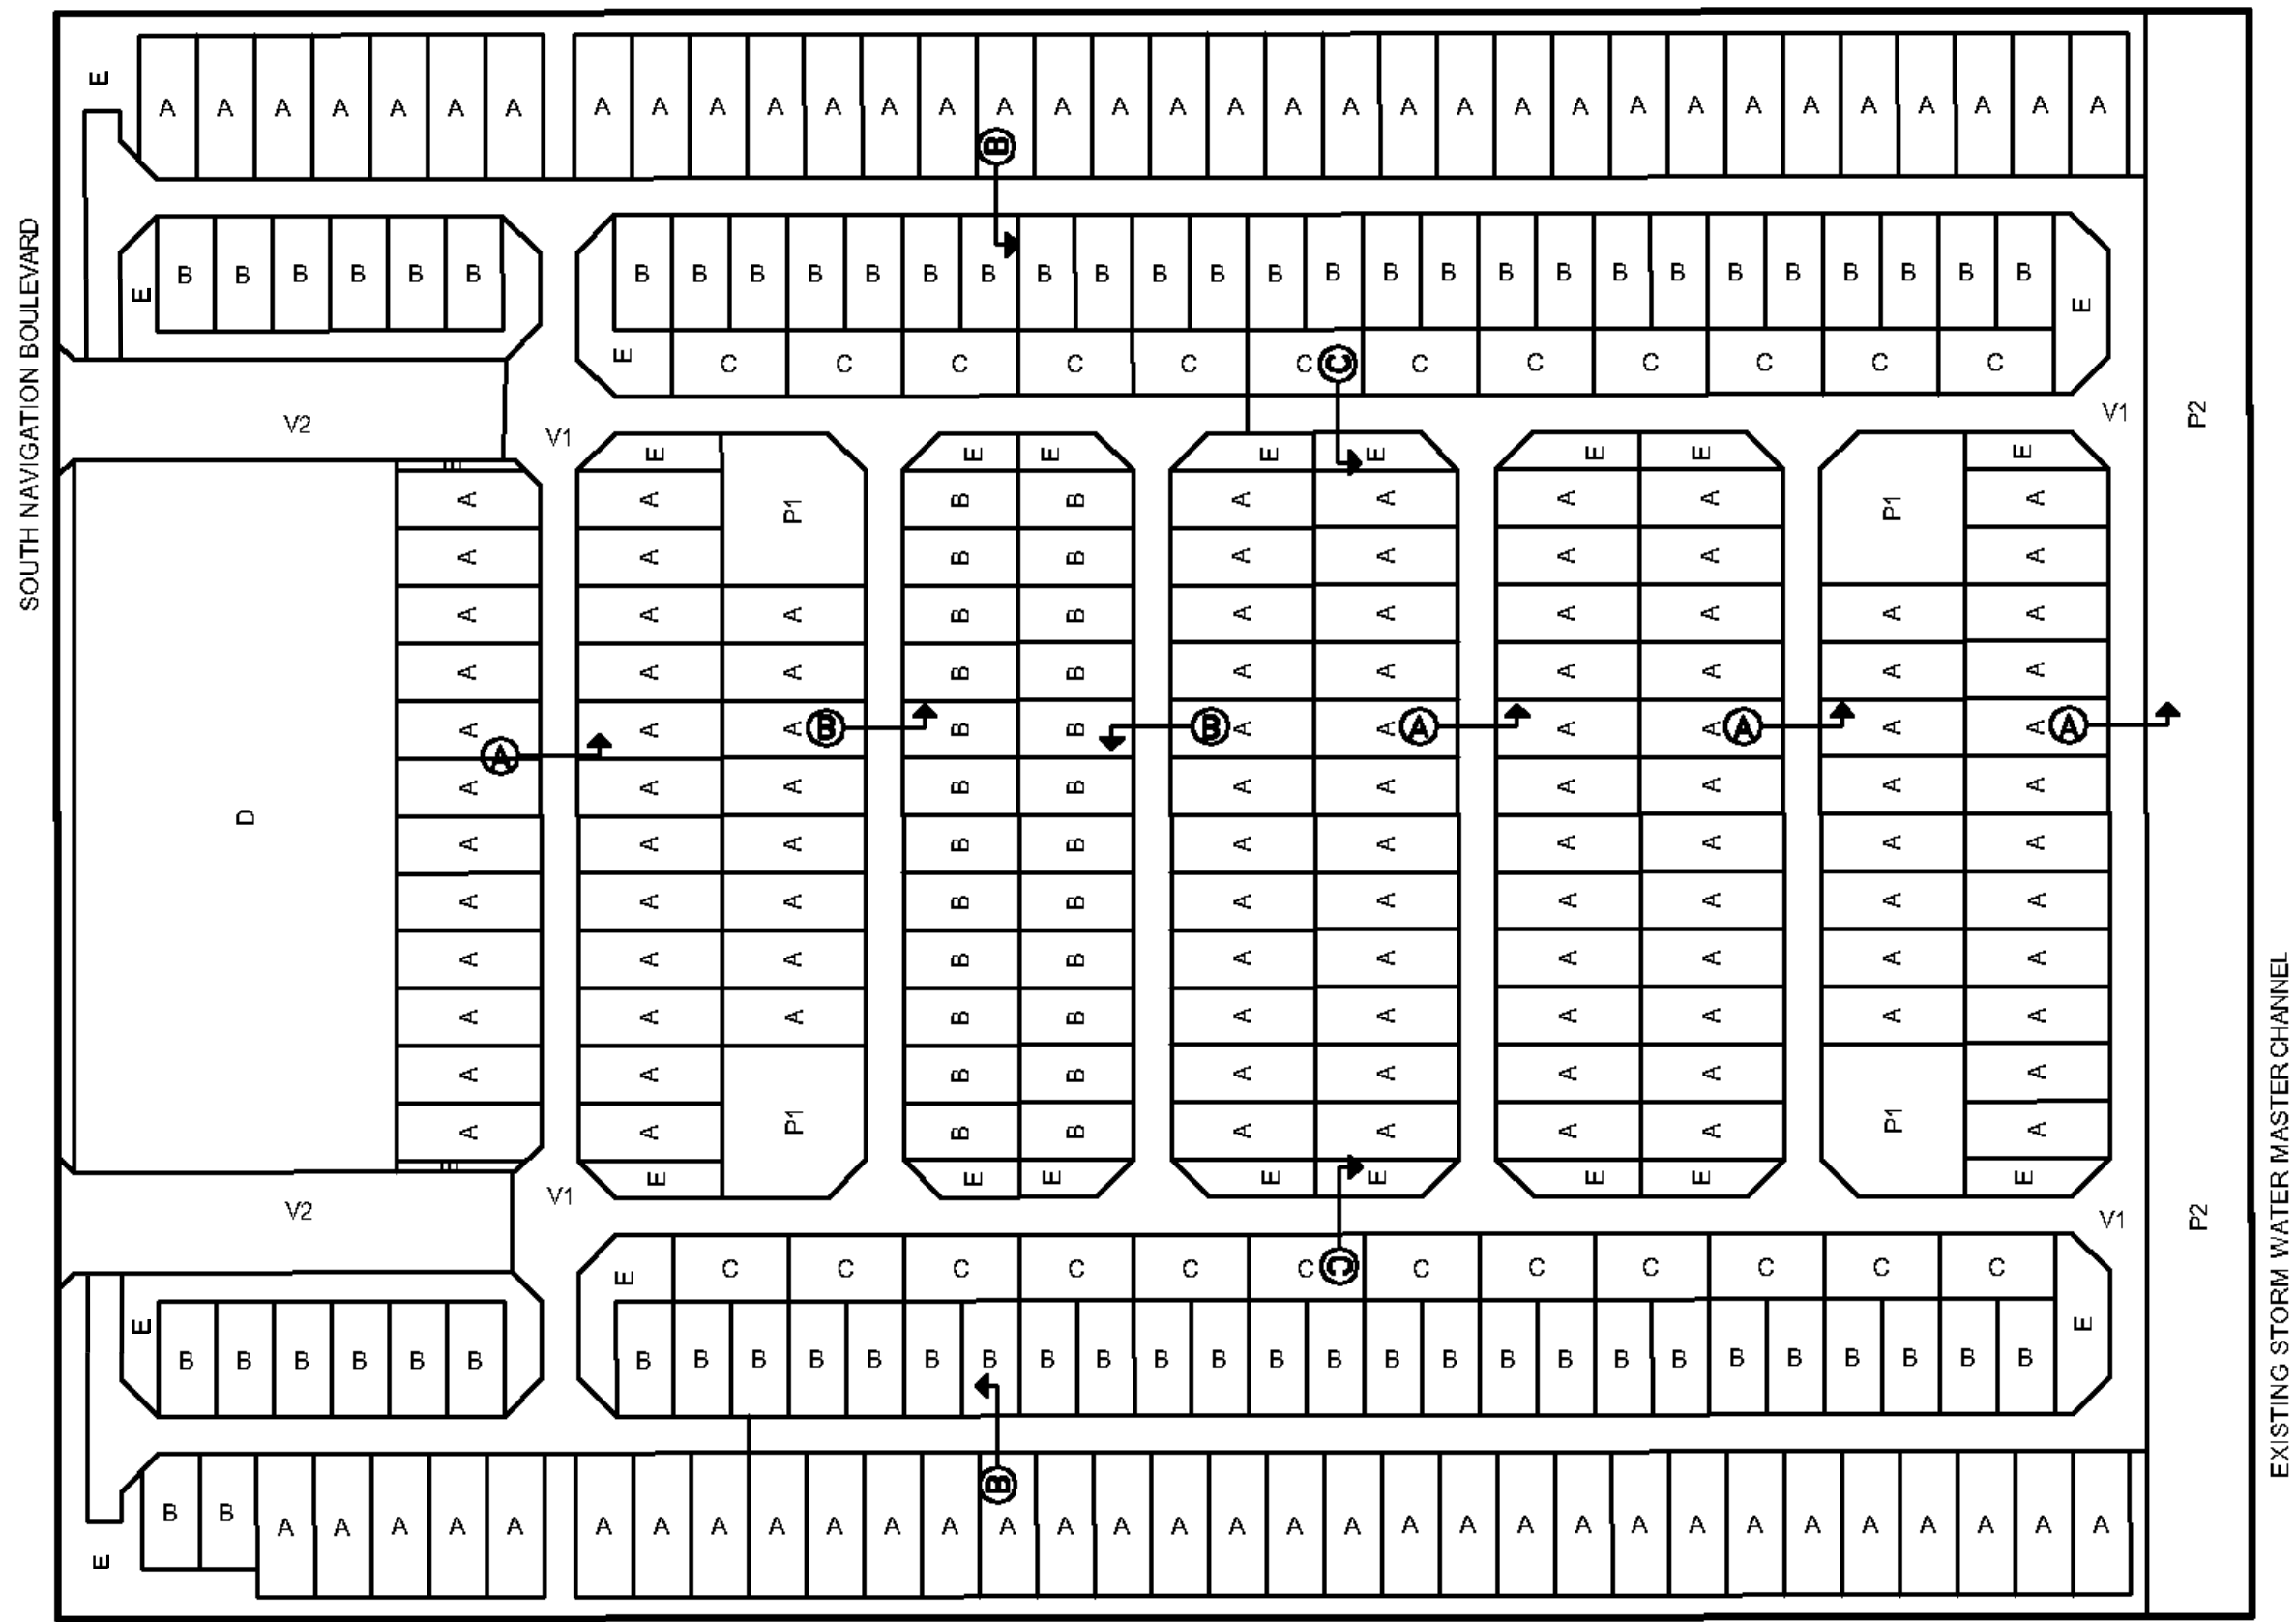 E
A A A A A A A A A A A A A A A A A A A A A A A A A A A A A A A A A A
B
SOUTH NAVIGATION BOULEVARD
E B B B B B B B B B B B B B B B B B B B B B B B B B B B B B B B E
E C C C C C C C C C C C C
C
V2 V1 V1 P2
E E E E E E E E E
A A P1 B B A A A A P1 A
A A B B A A A A A
A A A B B A A A A A A
A A A B B A A A A A A
A A A B B B B A A A A A A A A A
A
D
A A A B B A A A A A A
A A A B B A A A A A A
A A A B B A A A A A A
A A A B B A A A A A A
A A A B B A A A A A A
A A B B A A A A A
A A P1 B B A A A A P1 A
E E E E E E E E E
V2 V1 V1 P2
E C C C C C C C C C C C C
C
E B B B B B B B B B B B B B B B B B B B B B B B B B B B B B B B E
B
B B A A A A A A A A A A A A A A A A A A A A A A A A A A A A A A A A
E
EXISTING STORM WATER MASTER CHANNEL